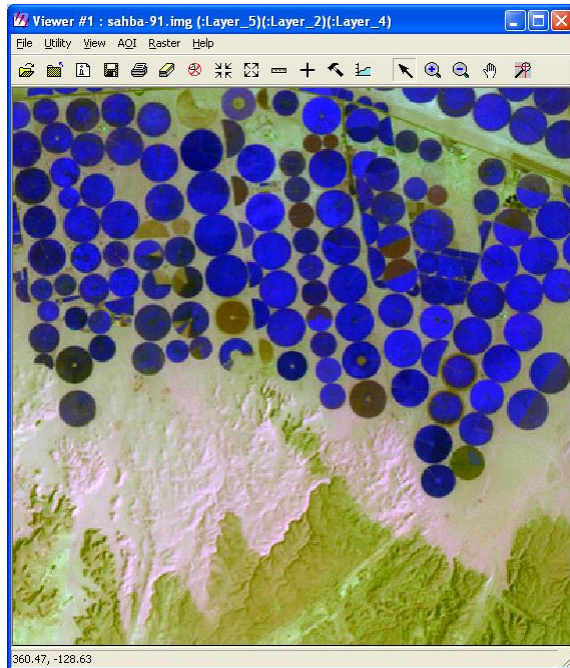 Viewer #1 : sahba-91.img (:Layer_5)(:Layer_2)(:Layer_4)
File Utility View AOI Raster Help
360.47, -128.63